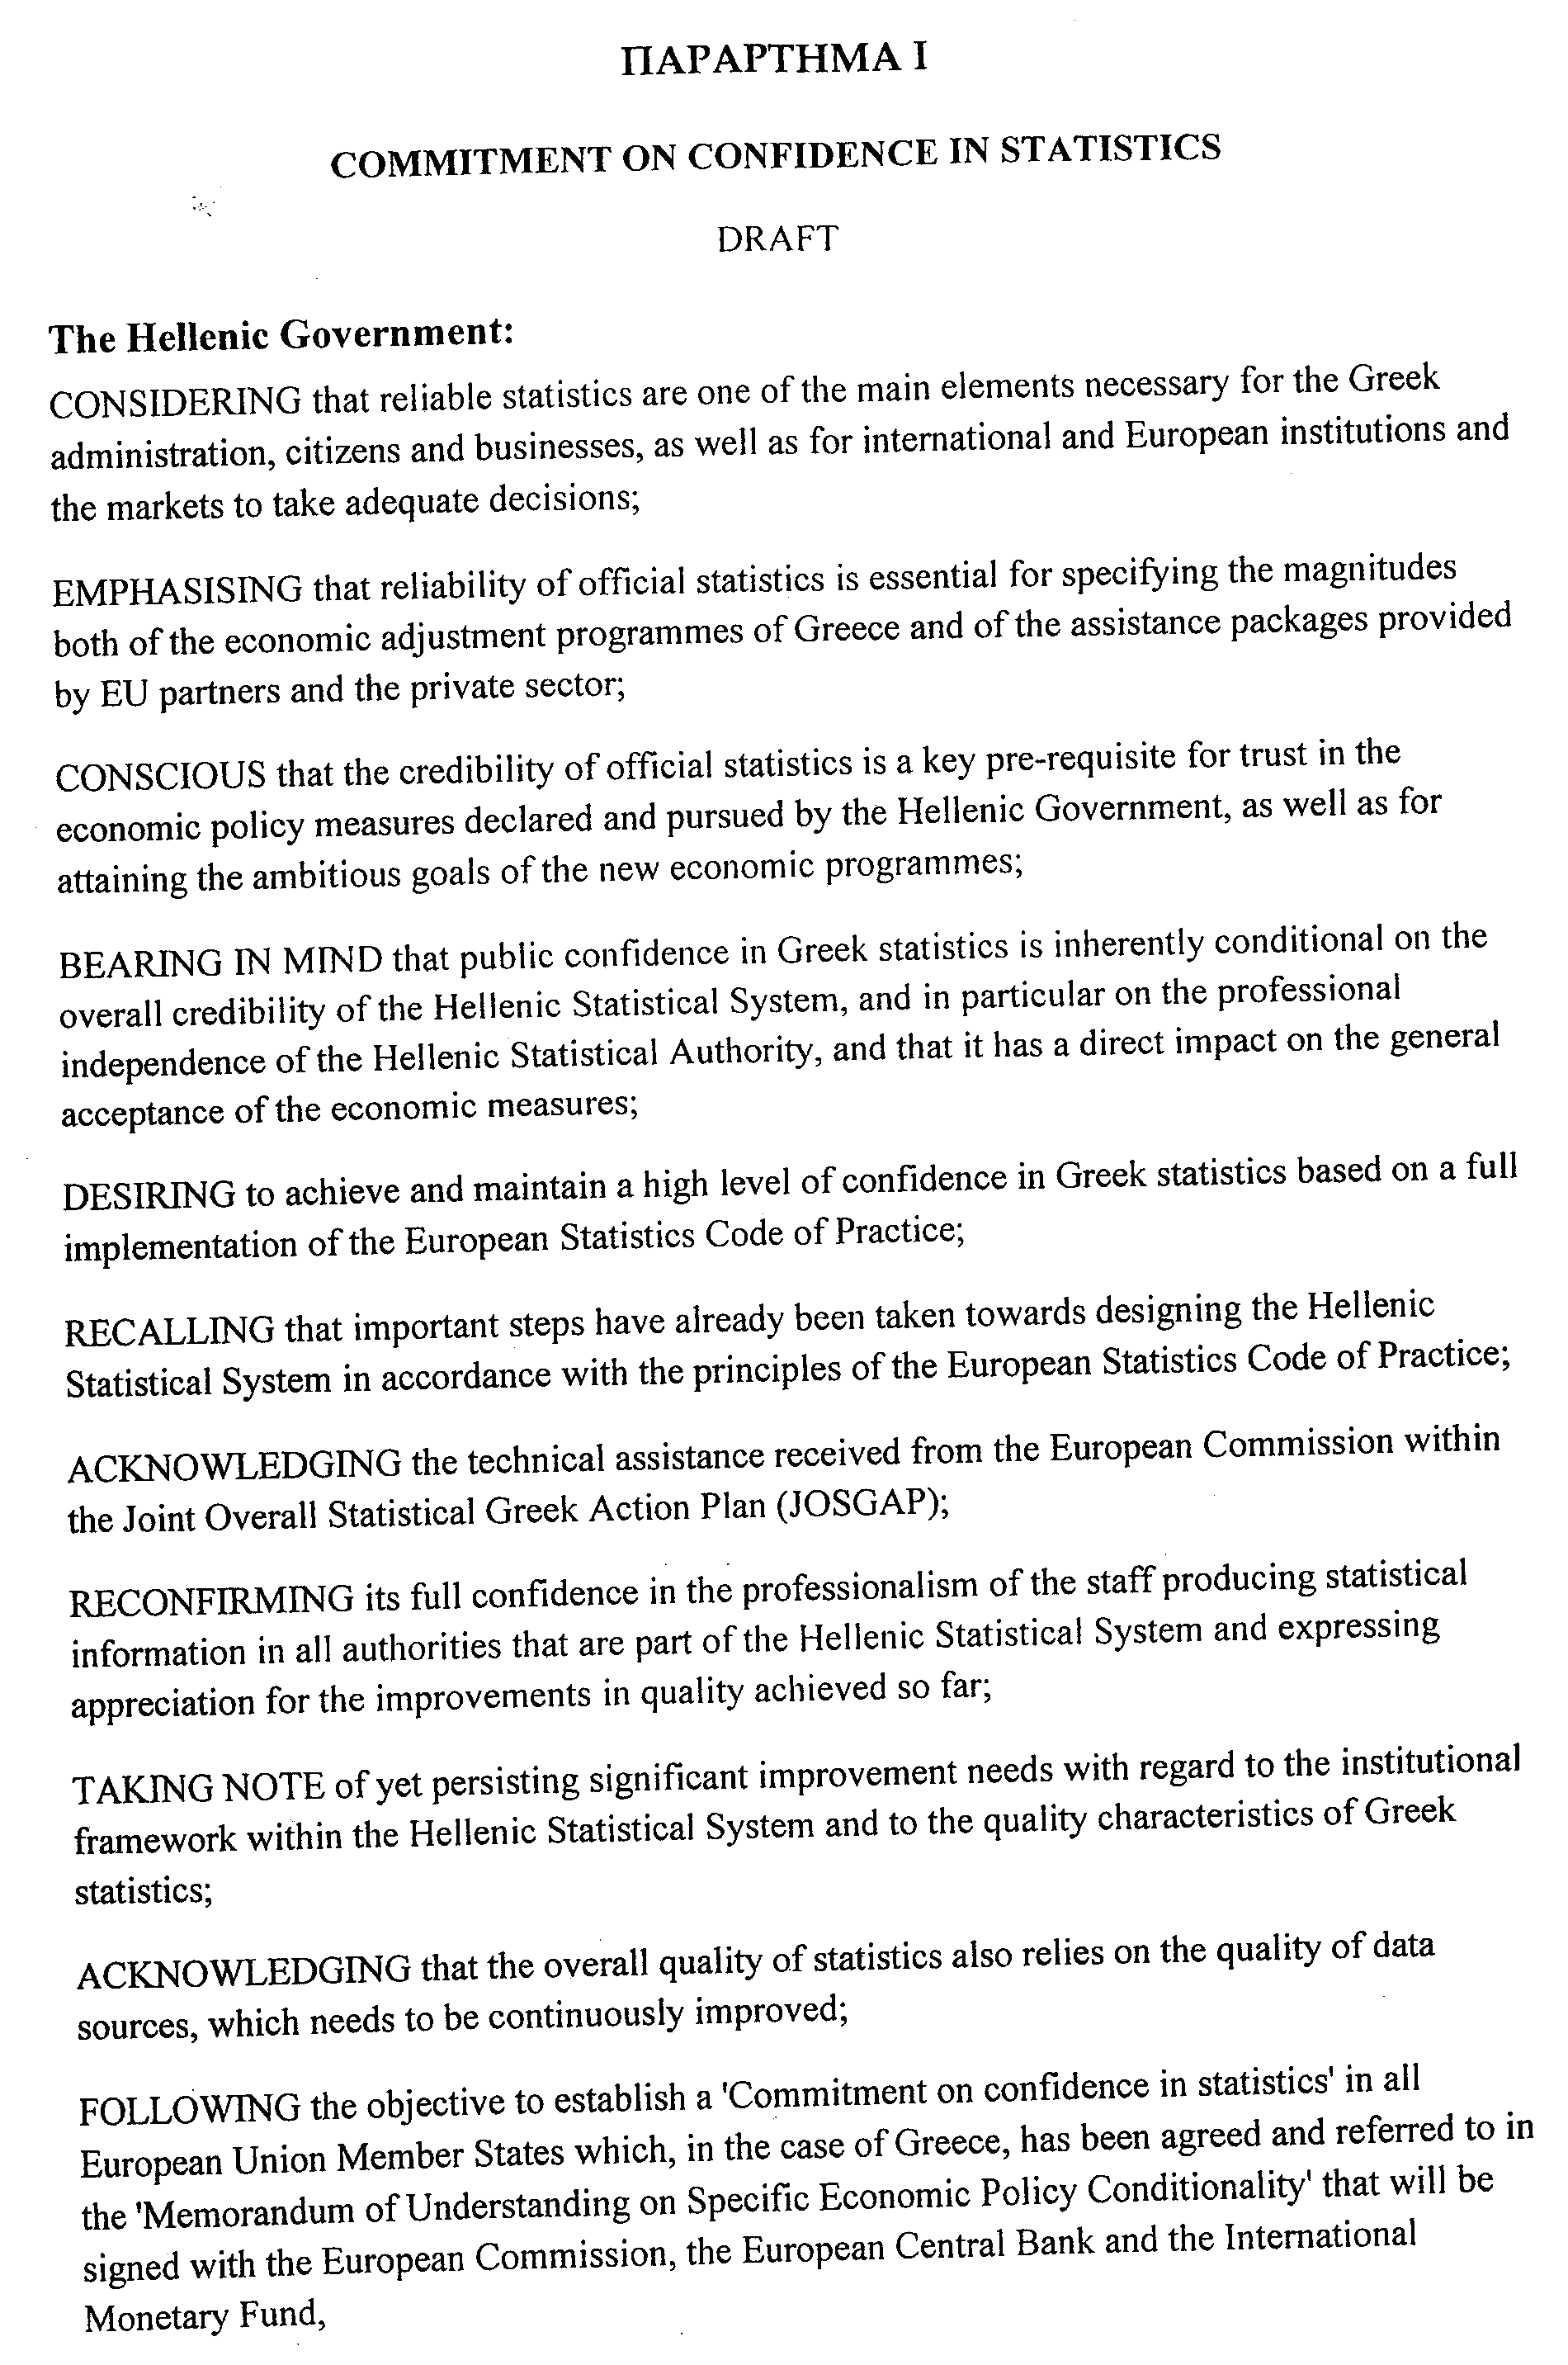 ΠΑΡΑΡΤΗΜΑ Ι
COMMITMENT ON CONFIDENCE IN STATISTICS
DRAFT
The Hellenic Government:
CONSIDERING that reliable statistics are one of the main elements necessary for the Greek
administration, citizens and businesses, as well as for international and European institutions and
the markets to take adequate decisions;
EMPHASISING that reliability of official statistics is essential for specifying the magnitudes
both of the economic adjustment programmes of Greece and of the assistance packages provided
by EU partners and the private sector;
CONSCIOUS that the credibility of official statistics is a key pre-requisite for trust in the
economic policy measures declared and pursued by the Hellenic Government, as well as for
attaining the ambitious goals of the new economic programmes;
BEARING IN MIND that public confidence in Greek statistics is inherently conditional on the
overall credibility of the Hellenic Statistical System, and in particular on the professional
independence of the Hellenic Statistical Authority, and that it has a direct impact on the general
acceptance of the economic measures;
DESIRING to achieve and maintain a high level of confidence in Greek statistics based on a full
implementation of the European Statistics Code of Practice;
RECALLING that important steps have already been taken towards designing the Hellenic
Statistical System in accordance with the principles of the European Statistics Code of Practice;
ACKNOWLEDGING the technical assistance received from the European Commission within
the Joint Overall Statistical Greek Action Plan (JOSGAP);
RECONFIRMING its full confidence in the professionalism of the staff producing statistical
information in all authorities that are part of the Hellenic Statistical System and expressing
appreciation for the improvements in quality achieved so far;
TAKING NOTE of yet persisting significant improvement needs with regard to the institutional
framework within the Hellenic Statistical System and to the quality characteristics of Greek
statistics;
ACKNOWLEDGING that the overall quality of statistics also relies on the quality of data
sources, which needs to be continuously improved;
FOLLOWING the objective to establish a 'Commitment on confidence in statistics' in all
European Union Member States which, in the case of Greece, has been agreed and referred to in
the 'Memorandum of Understanding on Specific Economic Policy Conditionality' that will be
signed with the European Commission, the European Central Bank and the International
Monetary Fund,